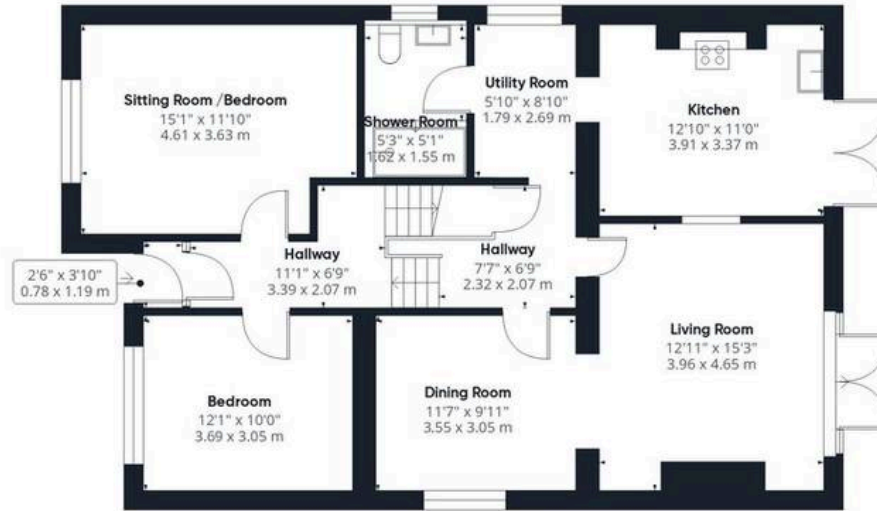 Sitting Room /Bedroom
15'1" x 11'10"
4.61 x 3.63 m
Shower Room
5'3" x 5'1"
1.62 x 1.55 m
Utility Room
5'10" x 8'10"
1.79 x 2.69 m
Kitchen
12'10" x 11'0"
3.91 x 3.37 m
2'6" x 3'10"
0.78 x 1.19 m
Hallway
11'1" x 6'9"
3.39 x 2.07 m
Hallway
7'7" x 6'9"
2.32 x 2.07 m
Living Room
12'11" x 15'3"
3.96 x 4.65 m
Bedroom
12'1" x 10'0"
3.69 x 3.05 m
Dining Room
11'7" x 9'11"
3.55 x 3.05 m